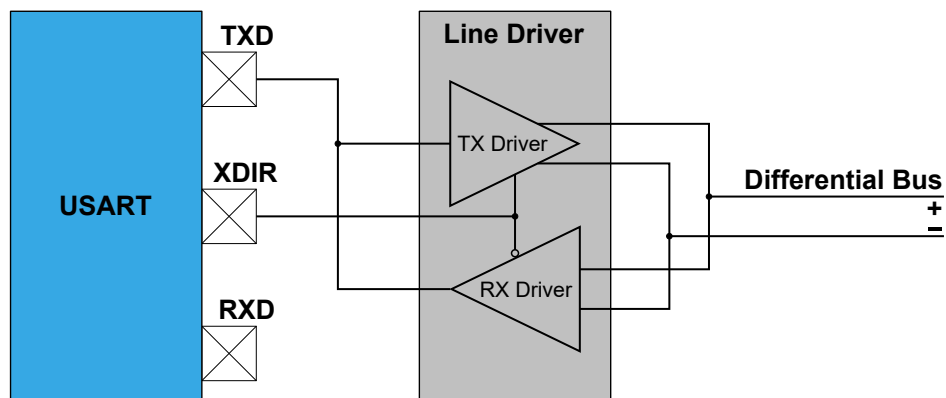 TXD
Line Driver
TX Driver
XDIR
USART
Differential Bus
+
−
RX Driver
RXD